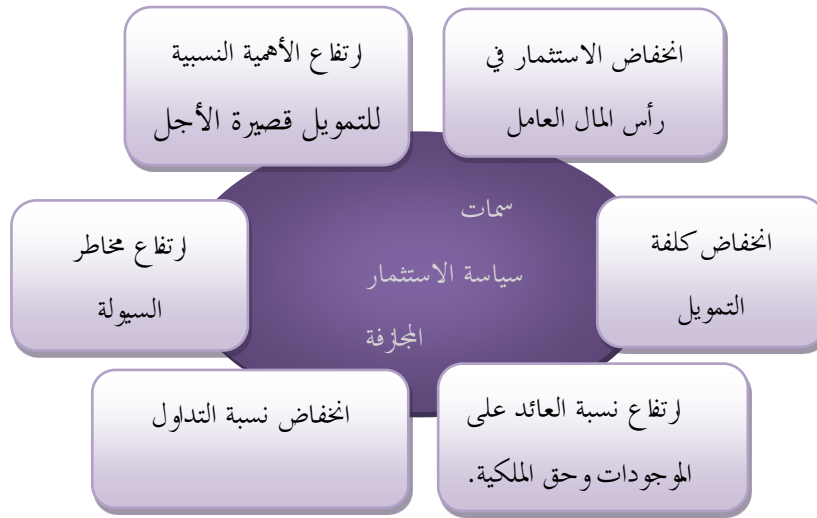 انخفاض الاستثمار في
رأس المال العامل
ارتفاع الأهمية النسبية
للتمويل قصيرة الأجل
سمات
سياسة الاستثمار
المجازفة
انخفاض كلفة
التمويل
ارتفاع مخاطر
السيولة
ارتفاع نسبة العائد على
الموجودات وحق الملكية.
انخفاض نسبة التداول